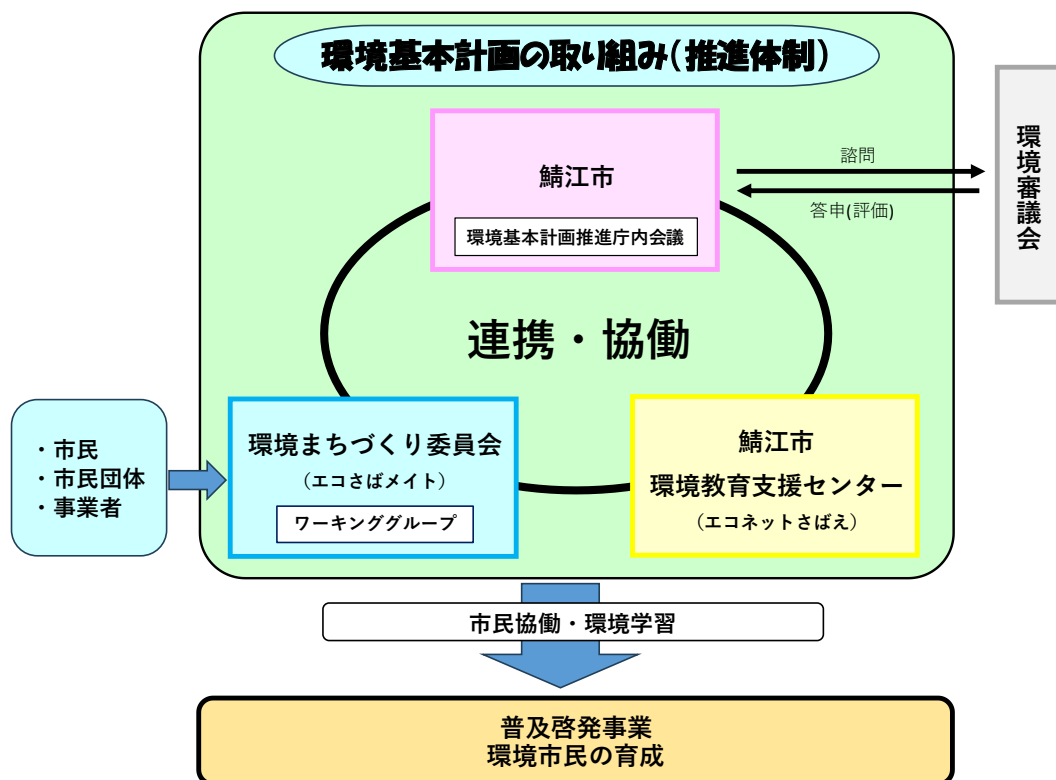 環境基本計画の取り組み(推進体制)
鯖江市
環境基本計画推進庁内会議
諮問
答申(評価)
環境審議会
連携・協働
・市民
・市民団体
・事業者
環境まちづくり委員会
（エコさばメイト）
ワーキンググループ
鯖江市
環境教育支援センター
（エコネットさばえ）
市民協働・環境学習
普及啓発事業
環境市民の育成